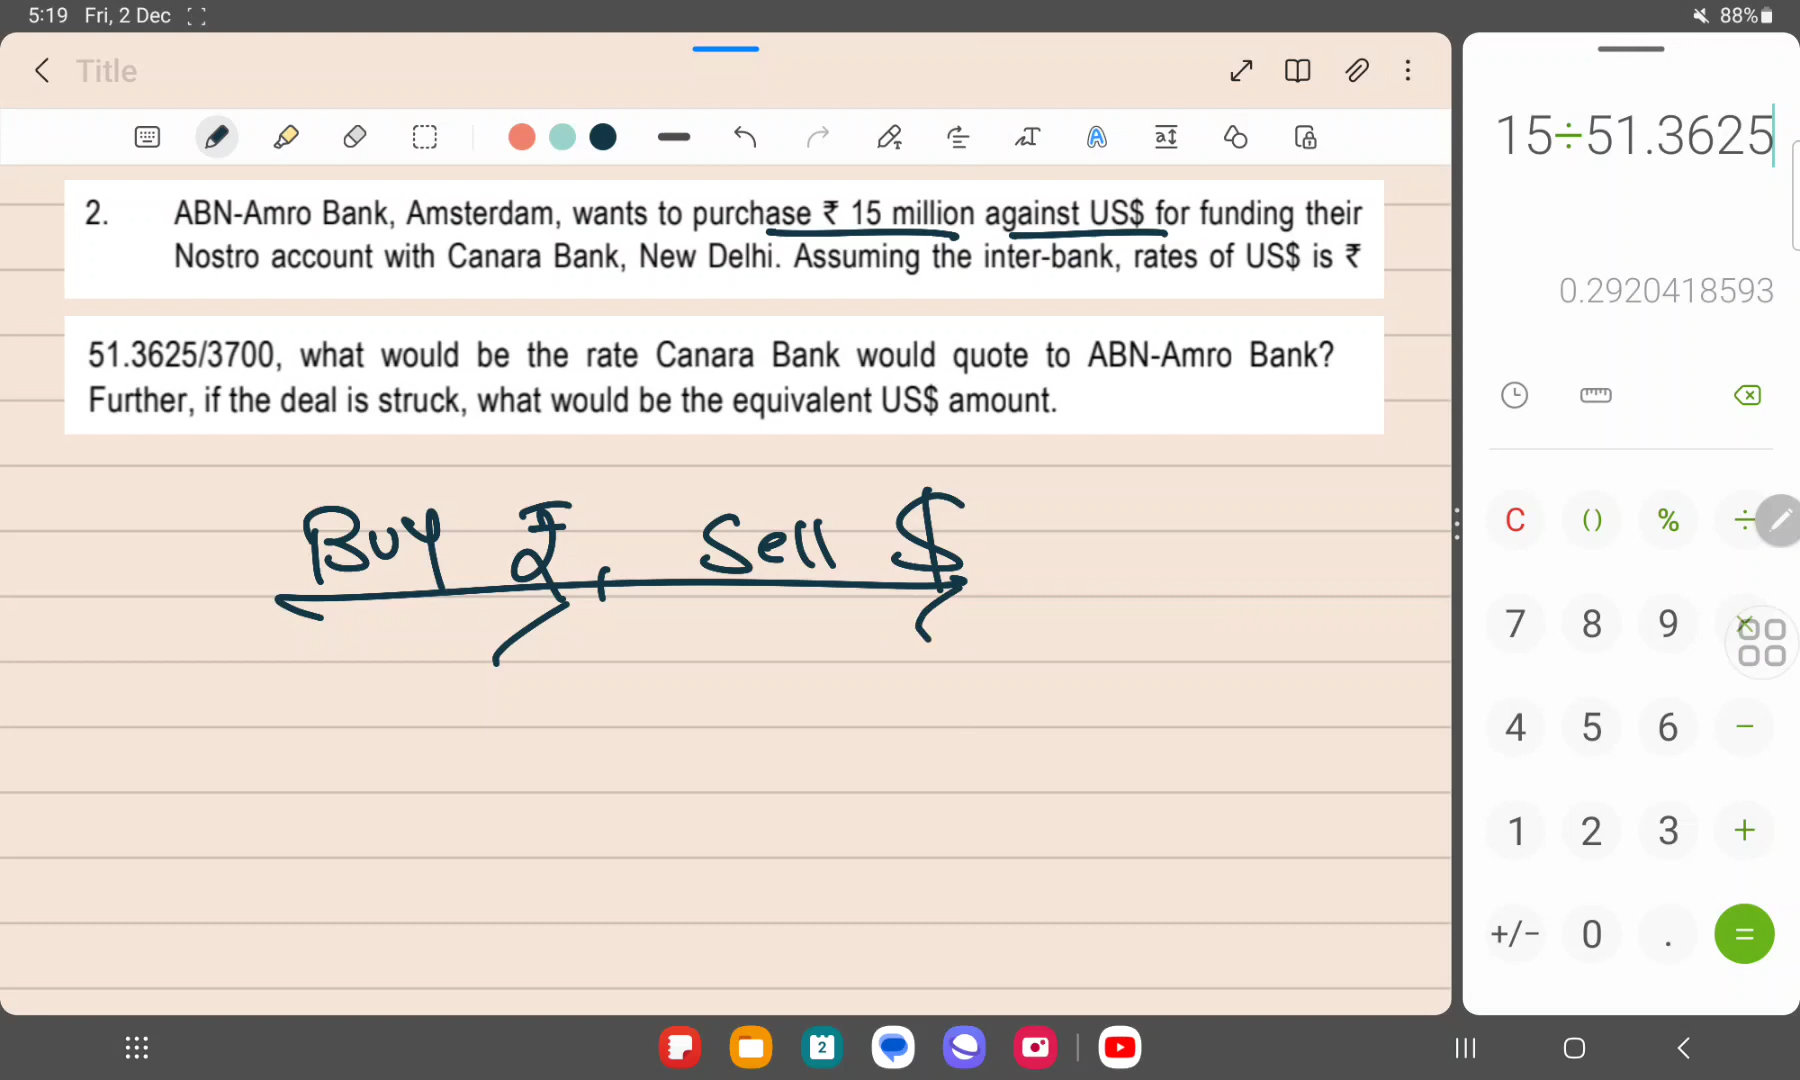 5:19 Fri, 2 Dec
88%
Title
2. ABN-Amro Bank, Amsterdam, wants to purchase ₹ 15 million against US$ for funding their
Nostro account with Canara Bank, New Delhi. Assuming the inter-bank, rates of US$ is ₹
51.3625/3700, what would be the rate Canara Bank would quote to ABN-Amro Bank?
Further, if the deal is struck, what would be the equivalent US$ amount.
Buy ₹, Sell $
15÷51.3625
0.2920418593
C () % ÷
7 8 9 ×
4 5 6 −
1 2 3 +
+/− 0 . =
2